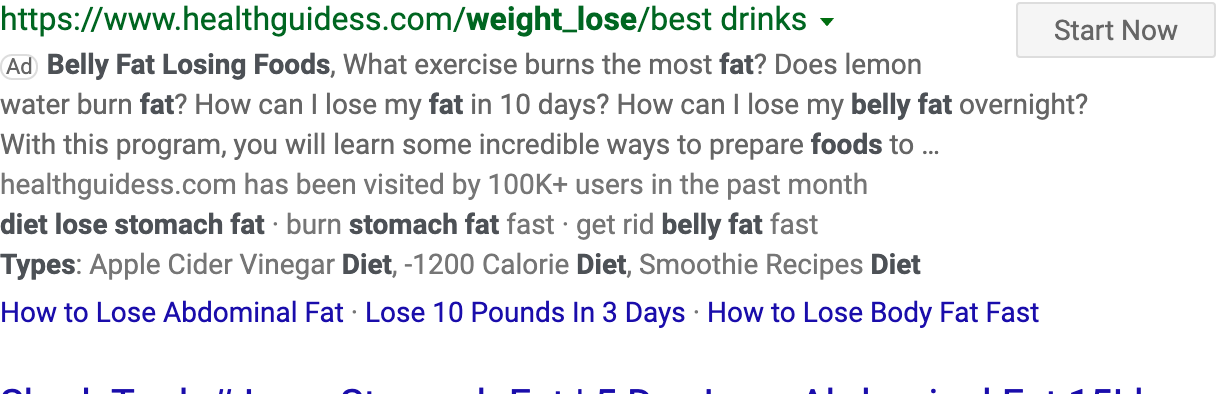 https://www.healthguidess.com/weight_lose/best drinks
Start Now
Ad Belly Fat Losing Foods, What exercise burns the most fat? Does lemon
water burn fat? How can I lose my fat in 10 days? How can I lose my belly fat overnight?
With this program, you will learn some incredible ways to prepare foods to ...
healthguidess.com has been visited by 100K+ users in the past month
diet lose stomach fat · burn stomach fat fast · get rid belly fat fast
Types: Apple Cider Vinegar Diet, -1200 Calorie Diet, Smoothie Recipes Diet
How to Lose Abdominal Fat · Lose 10 Pounds In 3 Days · How to Lose Body Fat Fast